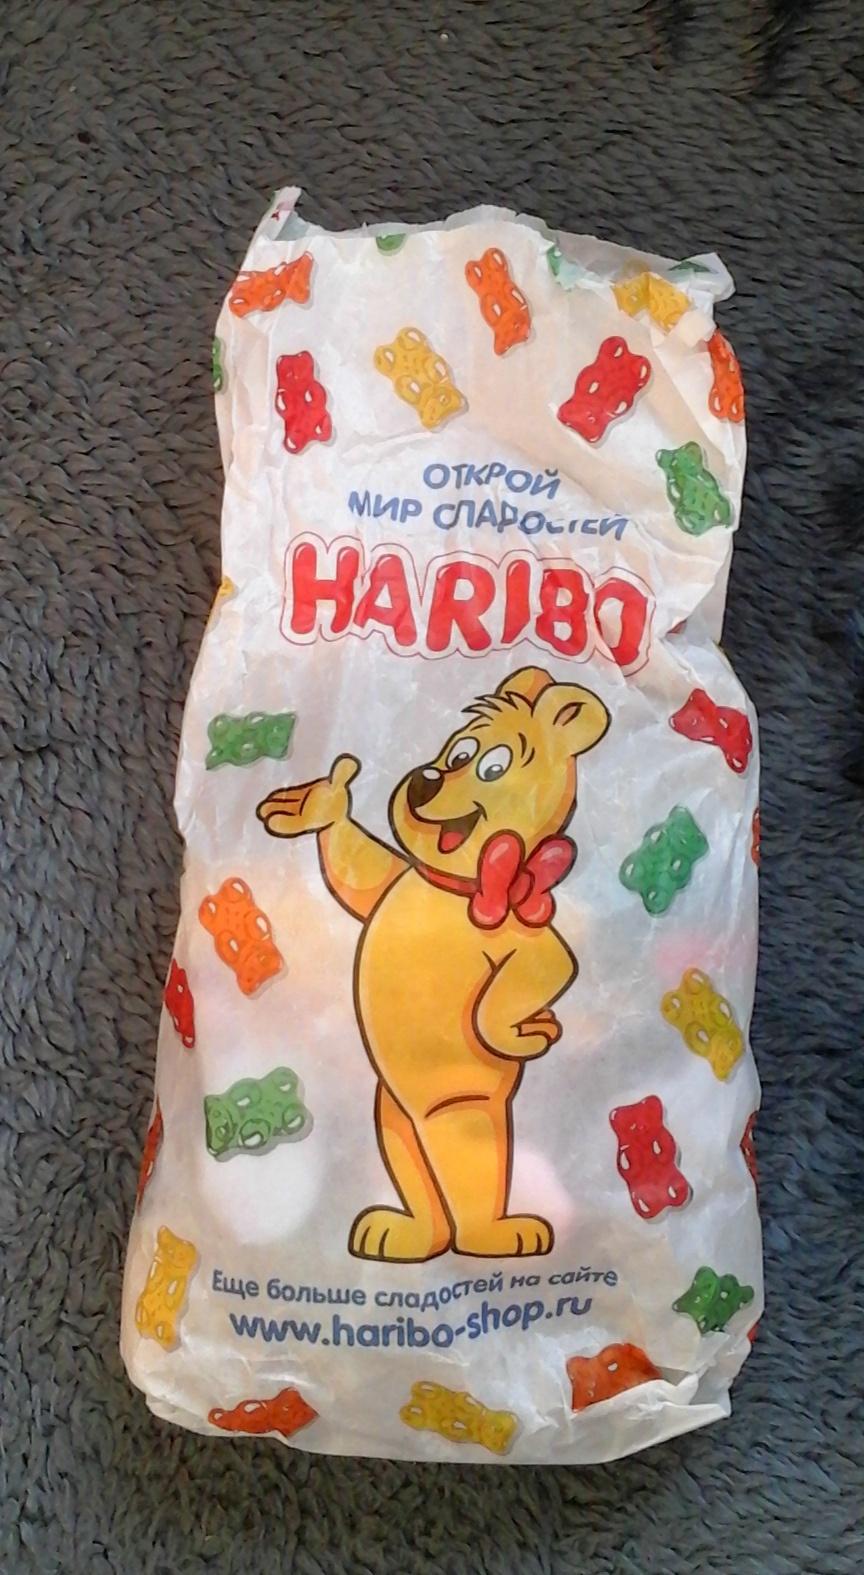 ОТКРОЙ
МИР СЛАДОСТЕЙ
HARIBO
Еще больше сладостей на сайте
www.haribo-shop.ru